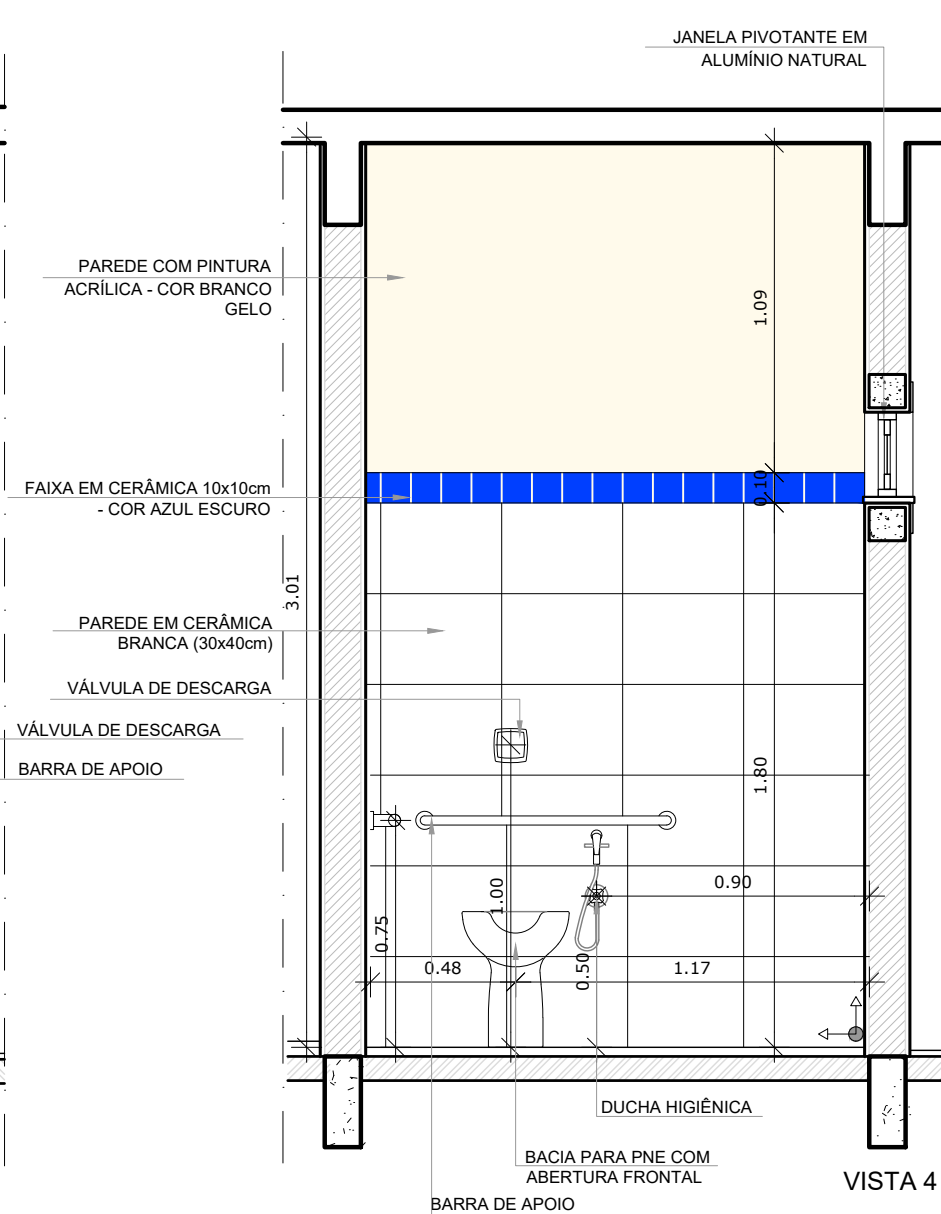 JANELA PIVOTANTE EM
ALUMÍNIO NATURAL
PAREDE COM PINTURA
ACRÍLICA - COR BRANCO
GELO
1.09
FAIXA EM CERÂMICA 10x10cm
- COR AZUL ESCURO
0.10
3.01
PAREDE EM CERÂMICA
BRANCA (30x40cm)
VÁLVULA DE DESCARGA
VÁLVULA DE DESCARGA
BARRA DE APOIO
1.80
0.90
1.00
0.75
0.48
0.50
1.17
DUCHA HIGIÊNICA
BACIA PARA PNE COM
ABERTURA FRONTAL
VISTA 4
BARRA DE APOIO